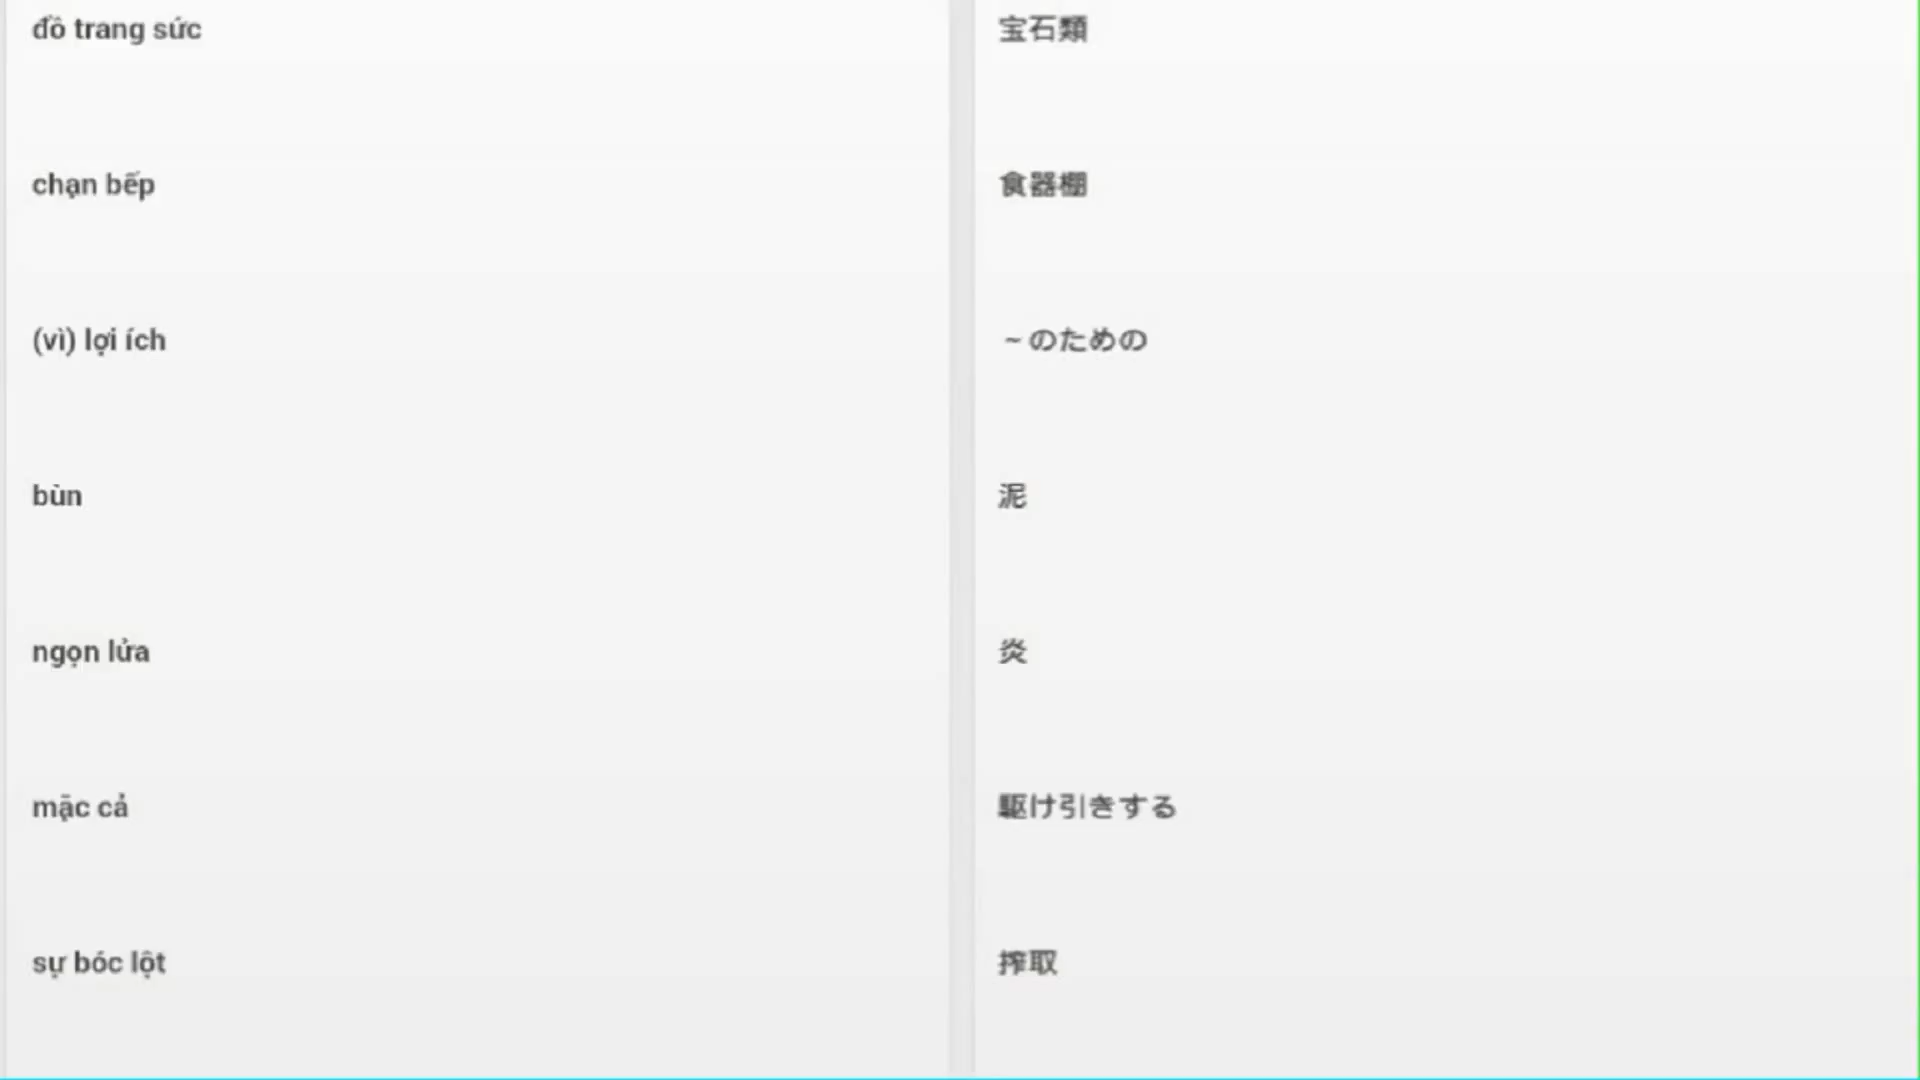 đồ trang sức
宝石類
chạn bếp
食器棚
(vì) lợi ích
~のための
bùn
泥
ngọn lửa
炎
mặc cả
駆け引きする
sự bóc lột
搾取